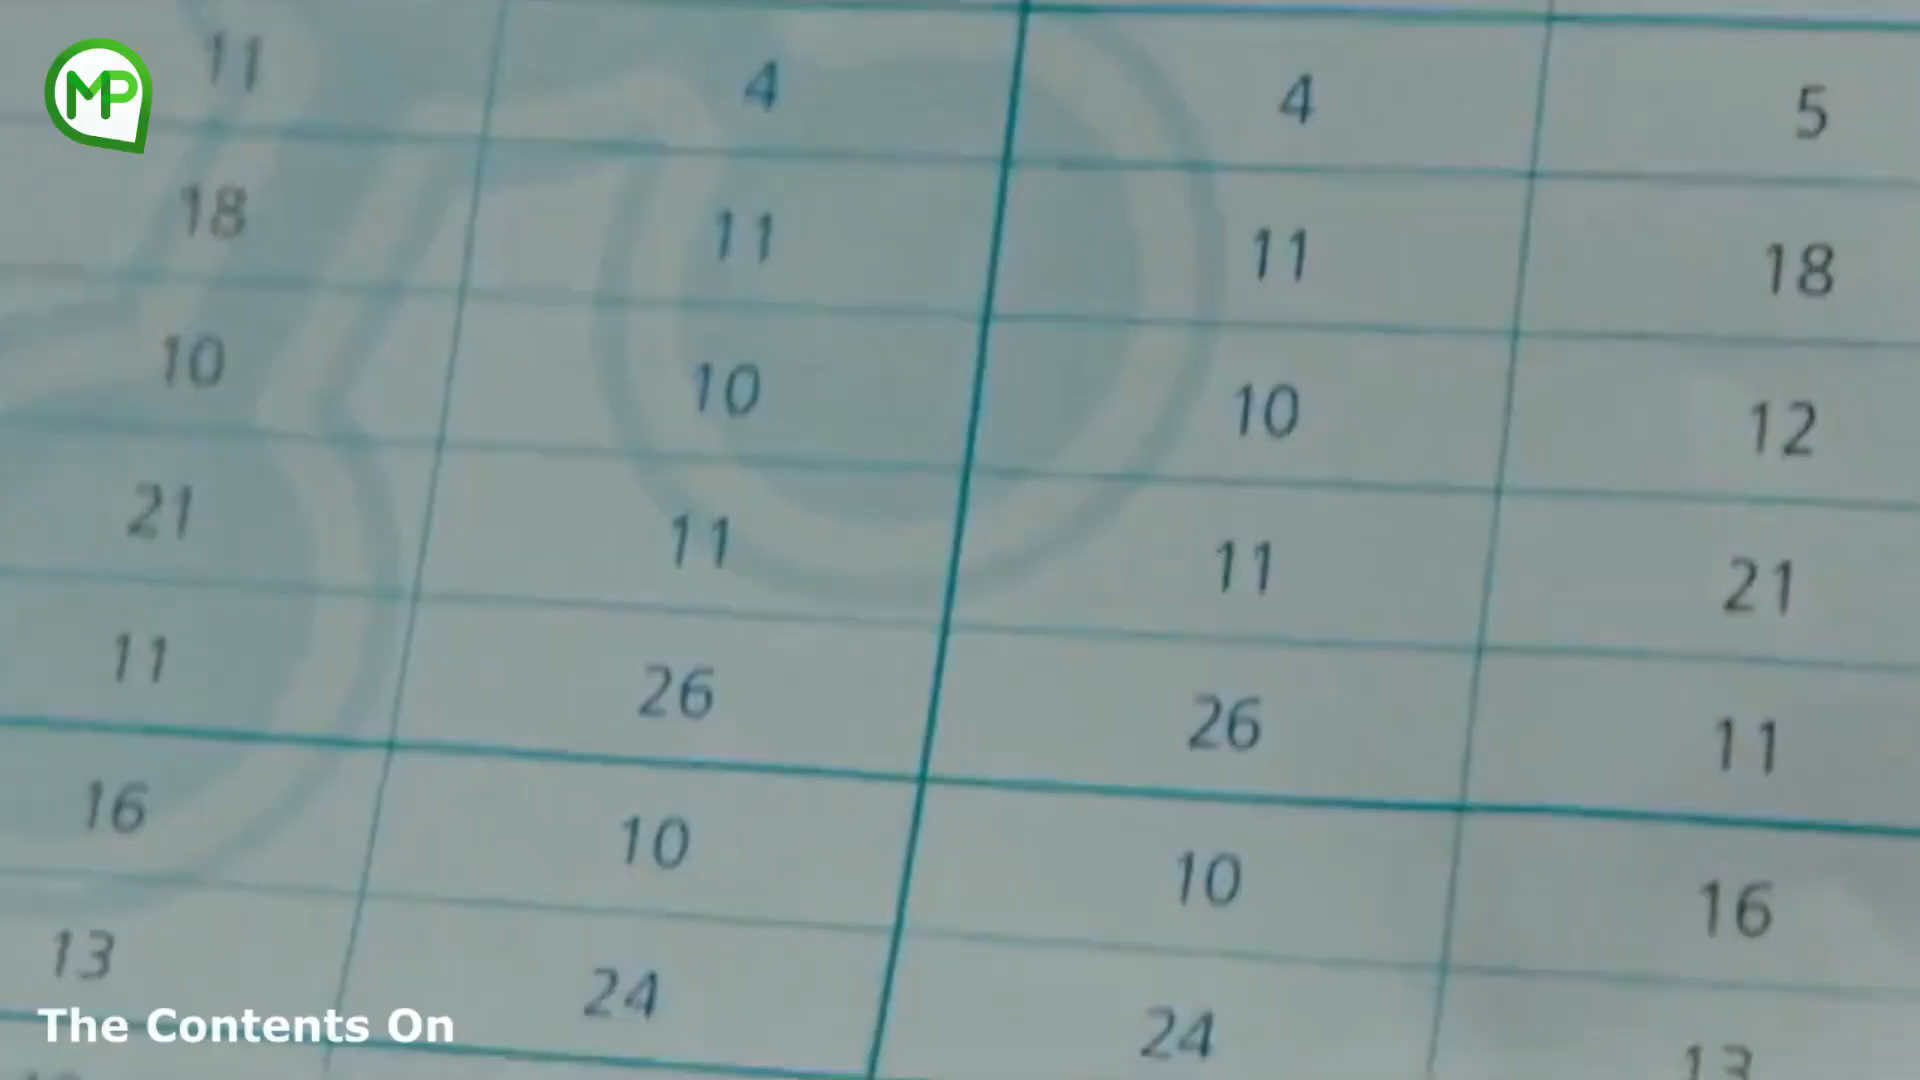 MP
11 4 4 5
18 11 11 18
10 10 10 12
21 11 11 21
11 26 26 11
16 10 10 16
13 24 24 13
The Contents On